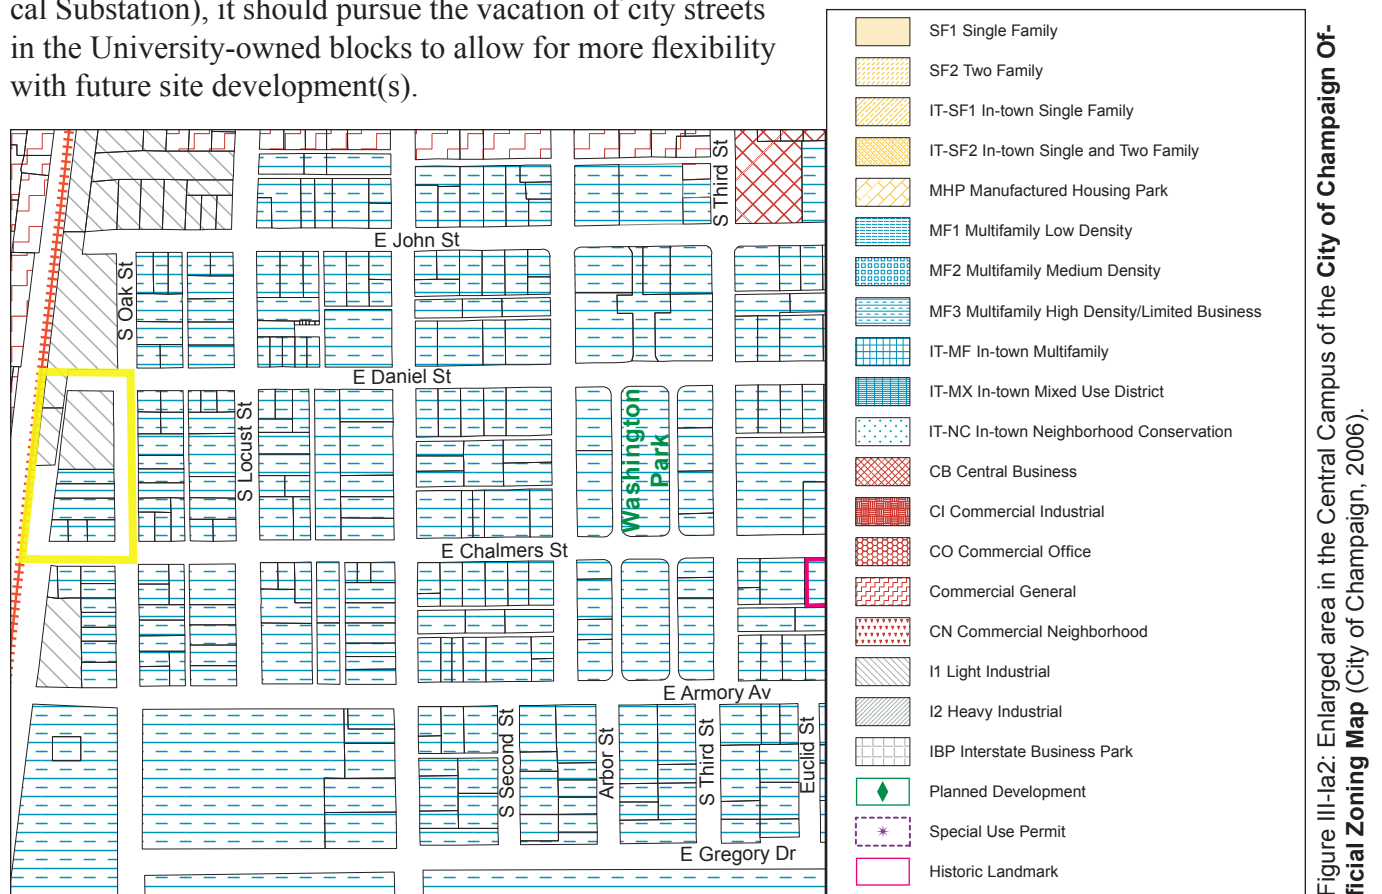 cal Substation), it should pursue the vacation of city streets
in the University-owned blocks to allow for more flexibility
with future site development(s).
S Third St
E John St
S Oak St
E Daniel St
S Locust St
Washington
Park
E Chalmers St
E Armory Av
S Second St
Arbor St
S Third St
Euclid St
E Gregory Dr
SF1 Single Family
SF2 Two Family
IT-SF1 In-town Single Family
IT-SF2 In-town Single and Two Family
MHP Manufactured Housing Park
MF1 Multifamily Low Density
MF2 Multifamily Medium Density
MF3 Multifamily High Density/Limited Business
IT-MF In-town Multifamily
IT-MX In-town Mixed Use District
IT-NC In-town Neighborhood Conservation
CB Central Business
CI Commercial Industrial
CO Commercial Office
Commercial General
CN Commercial Neighborhood
I1 Light Industrial
I2 Heavy Industrial
IBP Interstate Business Park
Planned Development
Special Use Permit
Historic Landmark
Figure III-Ia2: Enlarged area in the Central Campus of the City of Champaign Of-
ficial Zoning Map (City of Champaign, 2006).